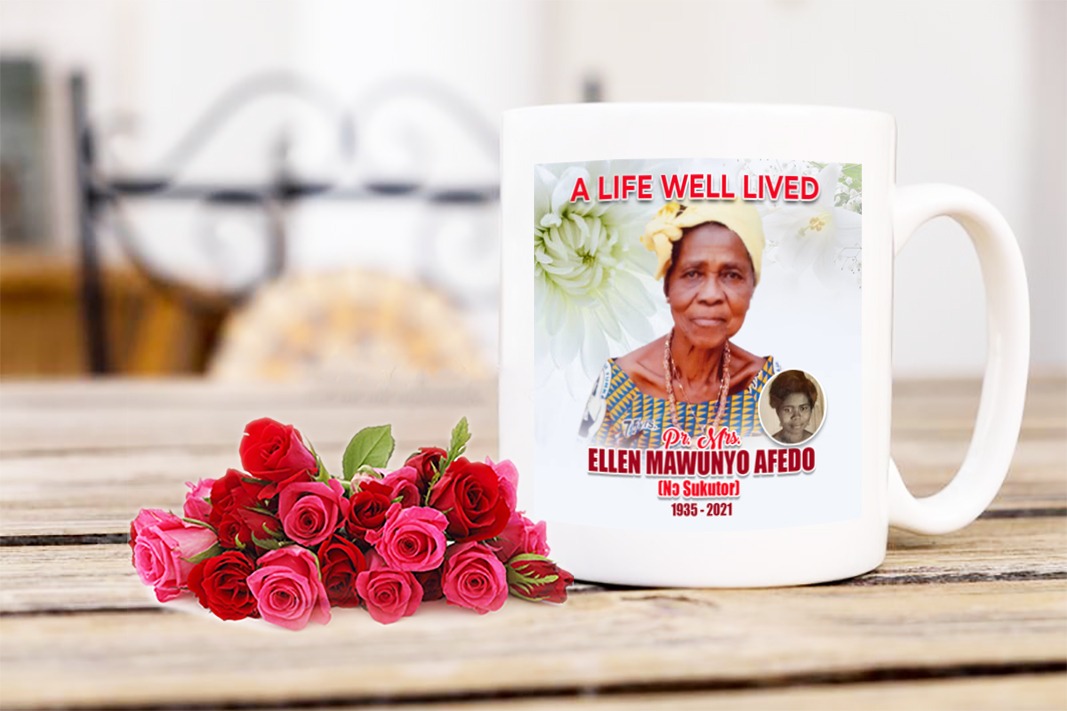 A LIFE WELL LIVED
Pr. Mrs.
ELLEN MAWUNYO AFEDO
(Nɔ Sukutor)
1935 - 2021